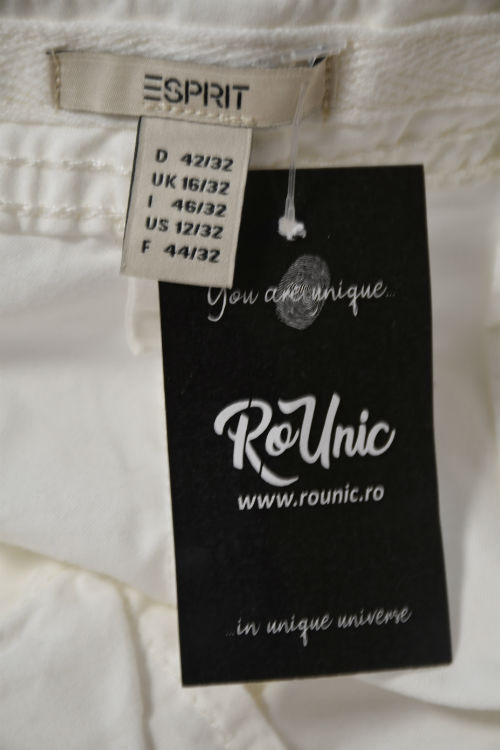 ESPRIT
D 42/32
UK 16/32
I 46/32
US 12/32
F 44/32
You are unique...
RoUnic
www.rounic.ro
...in unique universe